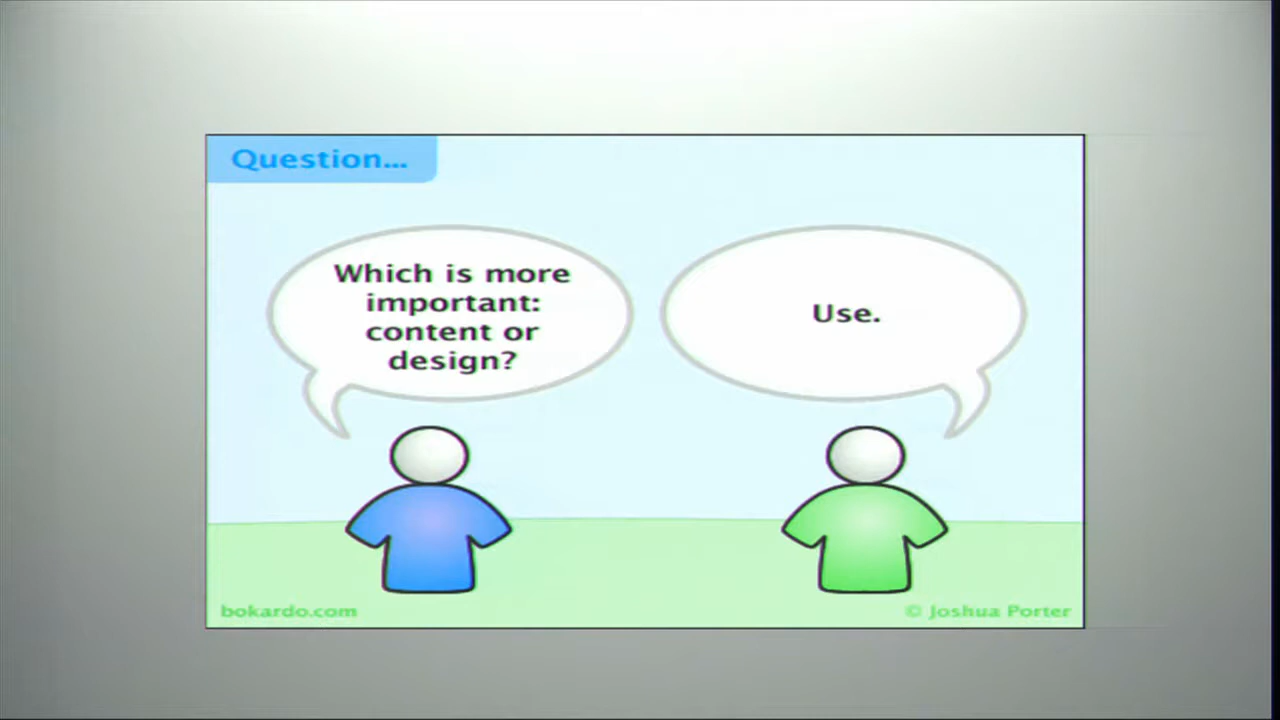 Question...
Which is more
important:
content or
design?
Use.
bokardo.com
© Joshua Porter